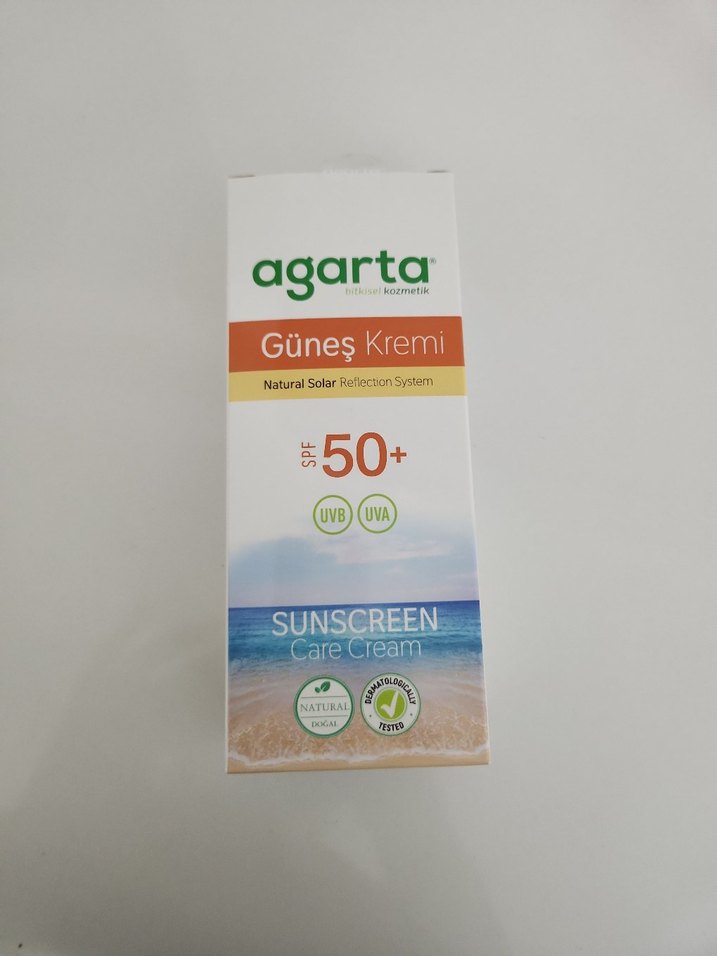 agarta®
bitkisel kozmetik
Güneş Kremi
Natural Solar Reflection System
SPF 50+
UVB UVA
SUNSCREEN
Care Cream
NATURAL
DOĞAL
DERMATOLOGICALLY
TESTED